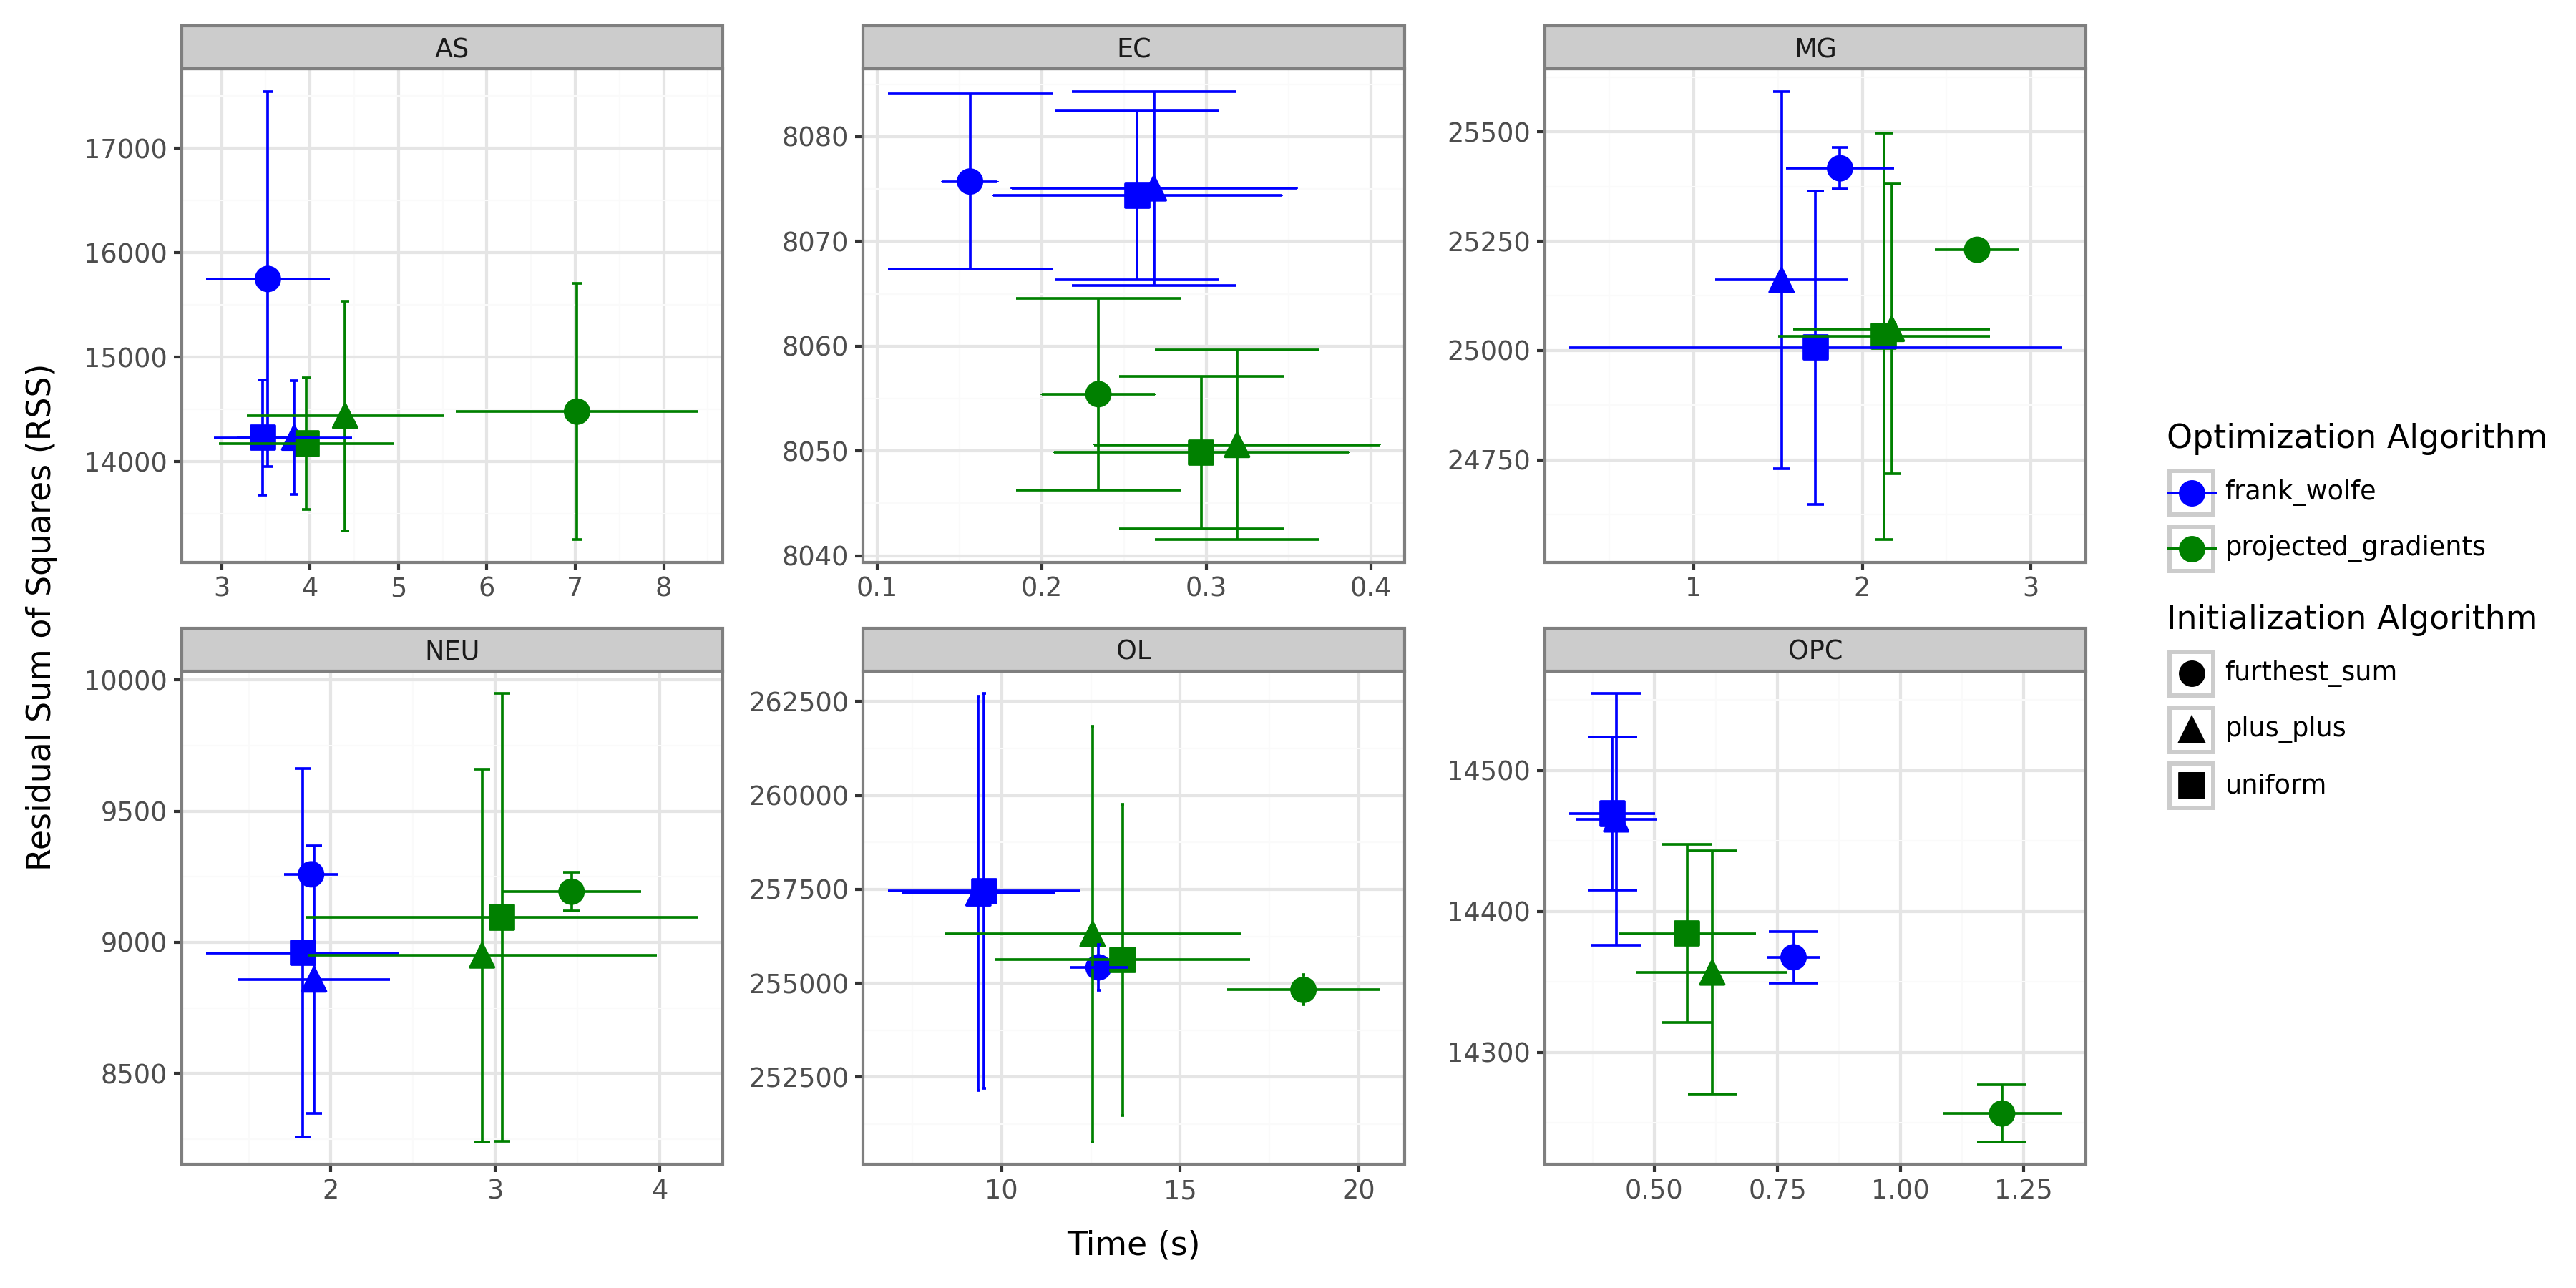 AS
EC
MG
17000
16000
15000
14000
3 4 5 6 7 8
8080
8070
8060
8050
8040
0.1 0.2 0.3 0.4
25500
25250
25000
24750
1 2 3
NEU
OL
OPC
10000
9500
9000
8500
2 3 4
262500
260000
257500
255000
252500
10 15 20
14500
14400
14300
0.50 0.75 1.00 1.25
Residual Sum of Squares (RSS)
Time (s)
Optimization Algorithm
frank_wolfe
projected_gradients
Initialization Algorithm
furthest_sum
plus_plus
uniform